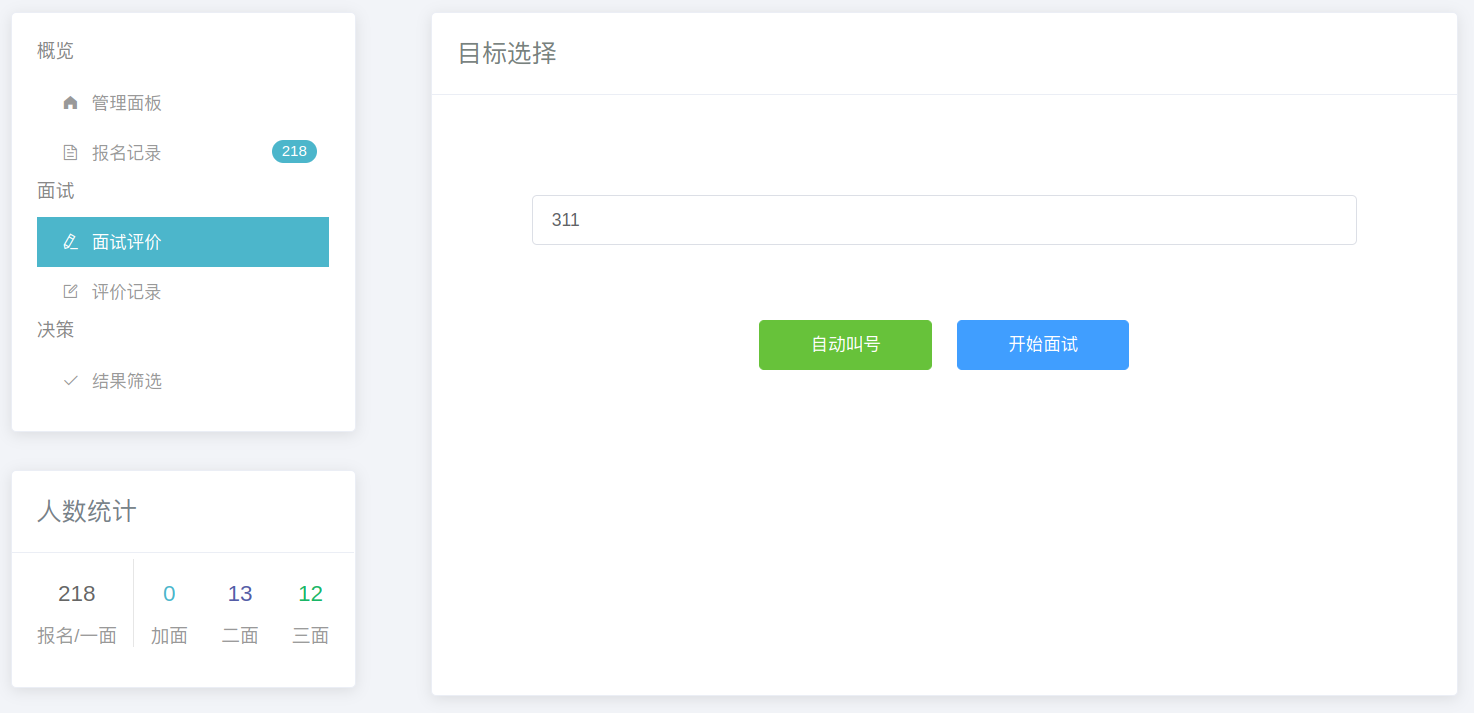 概览
管理面板
报名记录 218
面试
面试评价
评价记录
决策
结果筛选
人数统计
218 0 13 12
报名/一面 加面 二面 三面
目标选择
311
自动叫号 开始面试